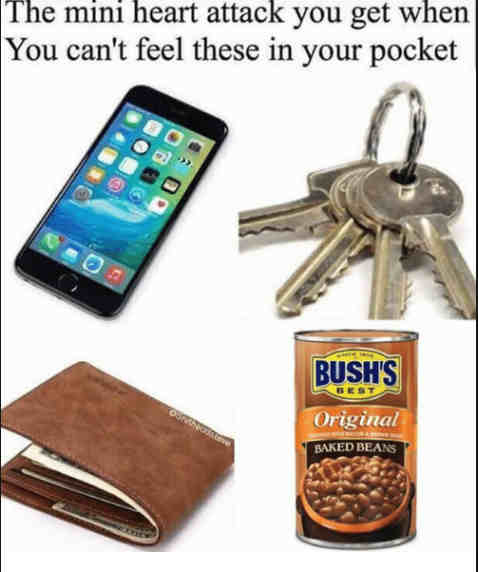 The mini heart attack you get when
You can't feel these in your pocket
BUSH'S
BEST
Original
BAKED BEANS